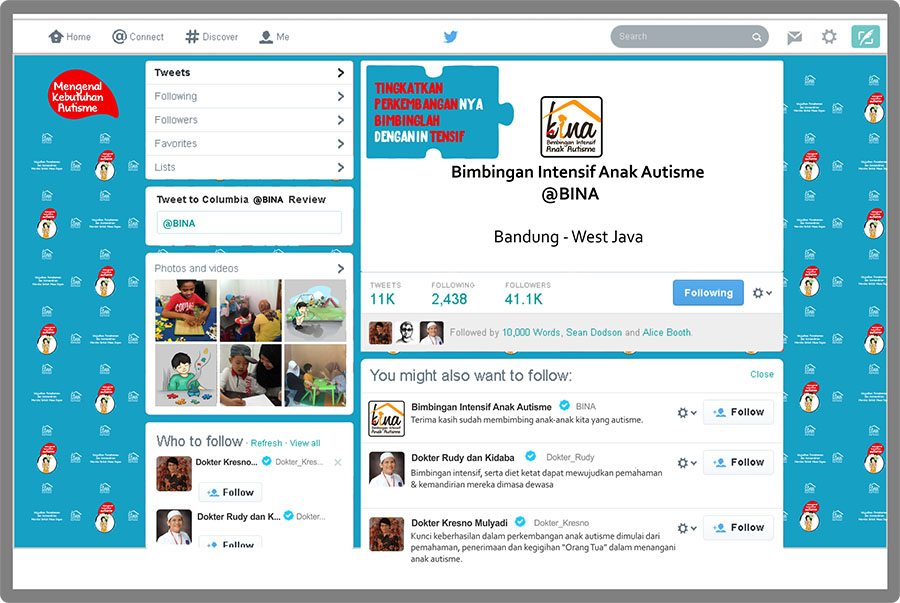 Home
Connect
Discover
Me
Search
Mengenal
Kebutuhan
Autisme
Tweets
Following
Followers
Favorites
Lists
Tweet to Columbia @BINA Review
@BINA
Photos and videos
Who to follow · Refresh · View all
Dokter Kresno... Dokter_Kres...
Follow
Dokter Rudy dan K... Dokter...
Follow
TINGKATKAN
PERKEMBANGAN NYA
BIMBINGLAH
DENGAN IN TENSIF
bina
Bimbingan Intensif
Anak Autisme
Bimbingan Intensif Anak Autisme
@BINA
Bandung - West Java
TWEETS
11K
FOLLOWING
2,438
FOLLOWERS
41.1K
Following
Followed by 10,000 Words, Sean Dodson and Alice Booth.
You might also want to follow:
Close
Bimbingan Intensif Anak Autisme BINA
Terima kasih sudah membimbing anak-anak kita yang autisme.
Follow
Dokter Rudy dan Kidaba Dokter_Rudy
Bimbingan intensif, serta diet ketat dapat mewujudkan pemahaman
& kemandirian mereka dimasa dewasa
Follow
Dokter Kresno Mulyadi Dokter_Kresno
Kunci keberhasilan dalam perkembangan anak autisme dimulai dari
pemahaman, penerimaan dan kegigihan "Orang Tua" dalam menangani
anak autisme.
Follow